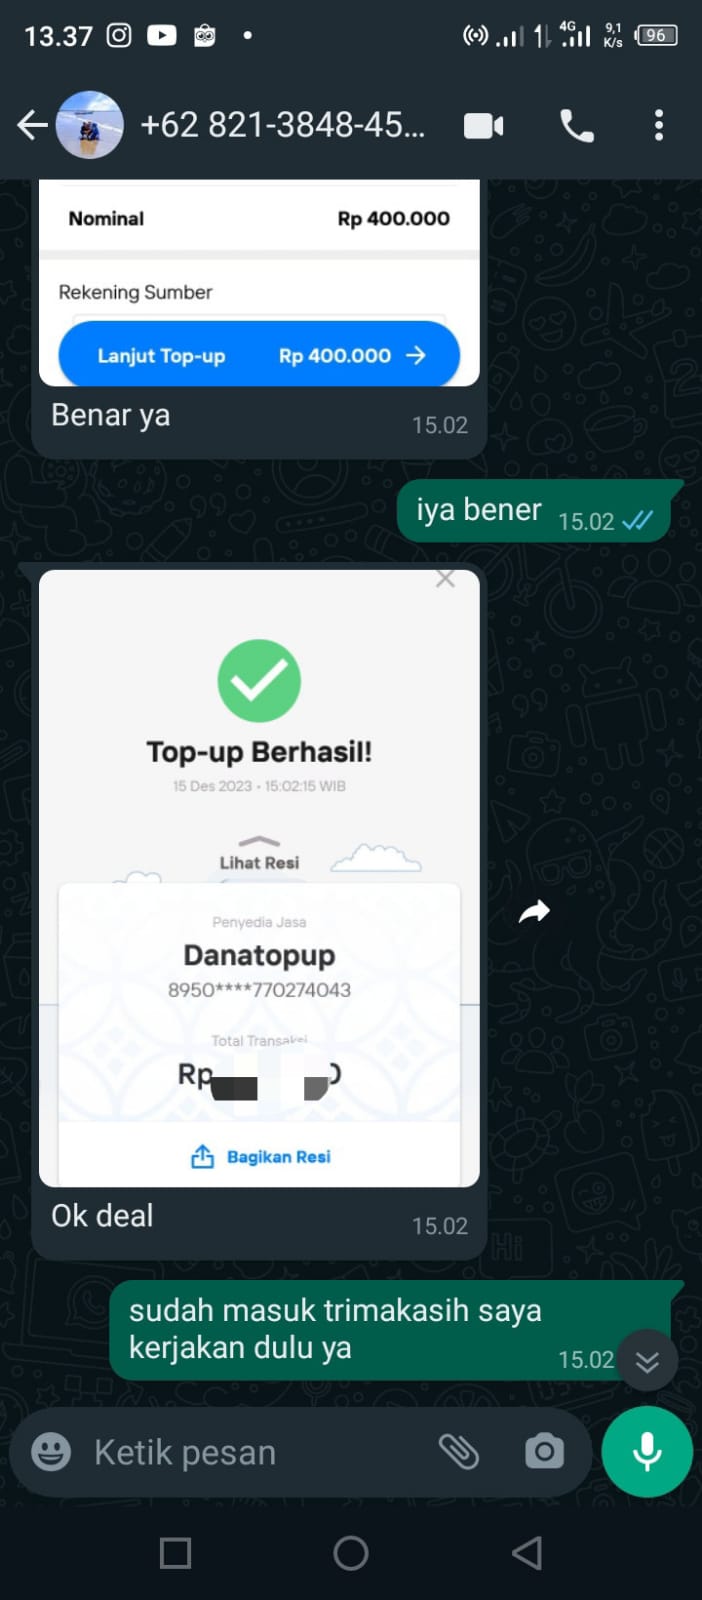 13.37
4G
9,1
K/s
96
+62 821-3848-45...
Nominal Rp 400.000
Rekening Sumber
Lanjut Top-up Rp 400.000
Benar ya 15.02
iya bener 15.02
Top-up Berhasil!
15 Des 2023 • 15:02:15 WIB
Lihat Resi
Penyedia Jasa
Danatopup
8950****770274043
Total Transaksi
Rp
Bagikan Resi
Ok deal 15.02
sudah masuk trimakasih saya
kerjakan dulu ya 15.02
Ketik pesan